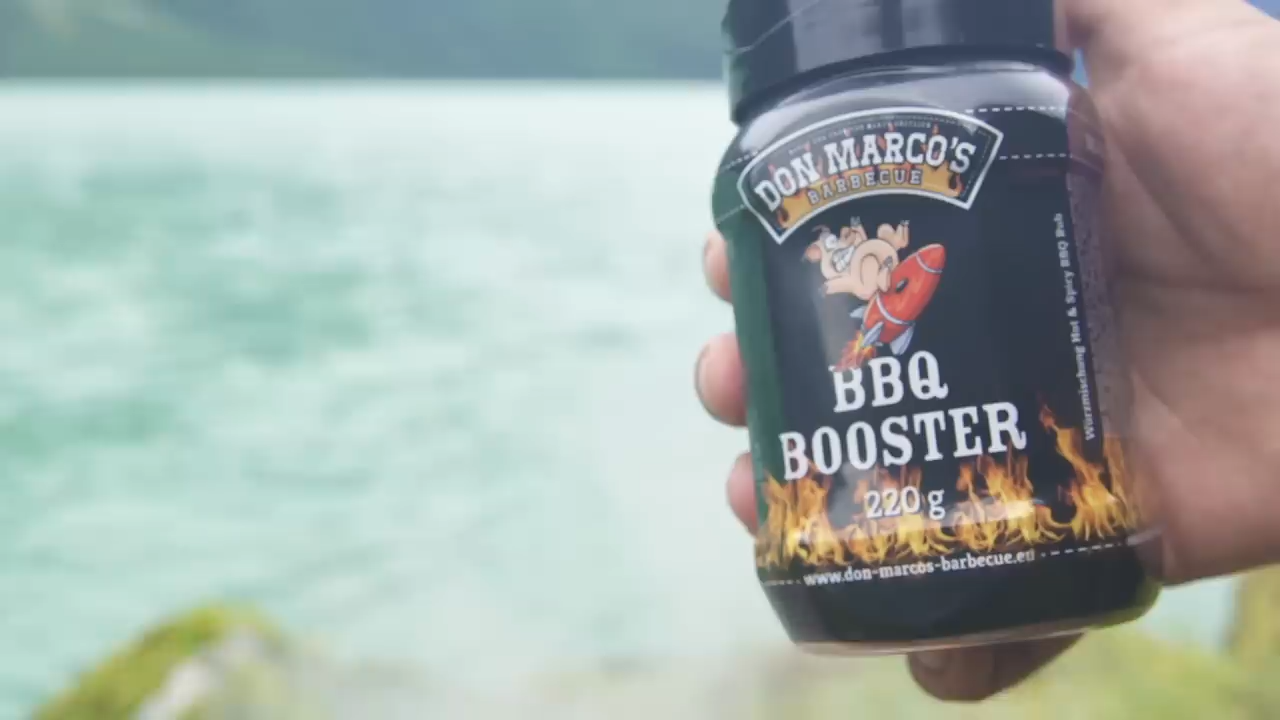 DON MARCO'S
BARBECUE
BBQ
BOOSTER
220 g
www.don-marcos-barbecue.eu
Würzmischung Hot & Spicy BBQ Rub